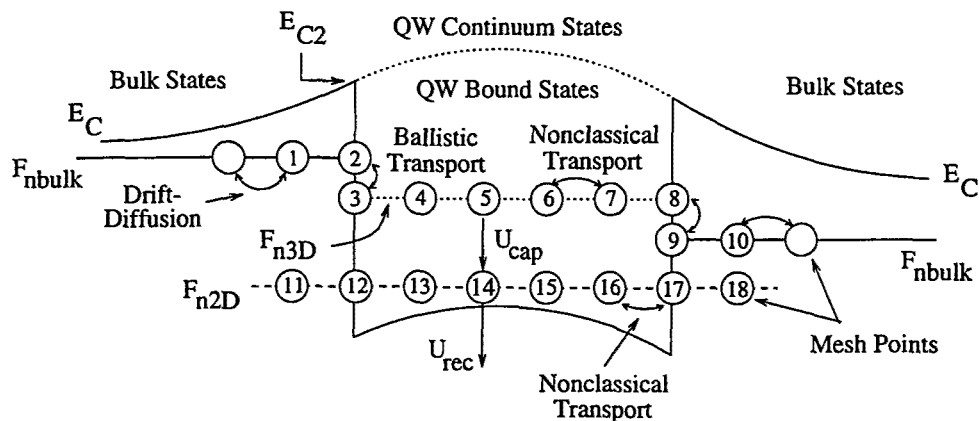 E_C2
QW Continuum States
Bulk States
QW Bound States
Bulk States
E_C
Ballistic
Transport
Nonclassical
Transport
F_nbulk
1
2
E_C
Drift-
Diffusion
3
4
5
6
7
8
F_n3D
U_cap
9
10
F_nbulk
F_n2D
11
12
13
14
15
16
17
18
U_rec
Mesh Points
Nonclassical
Transport